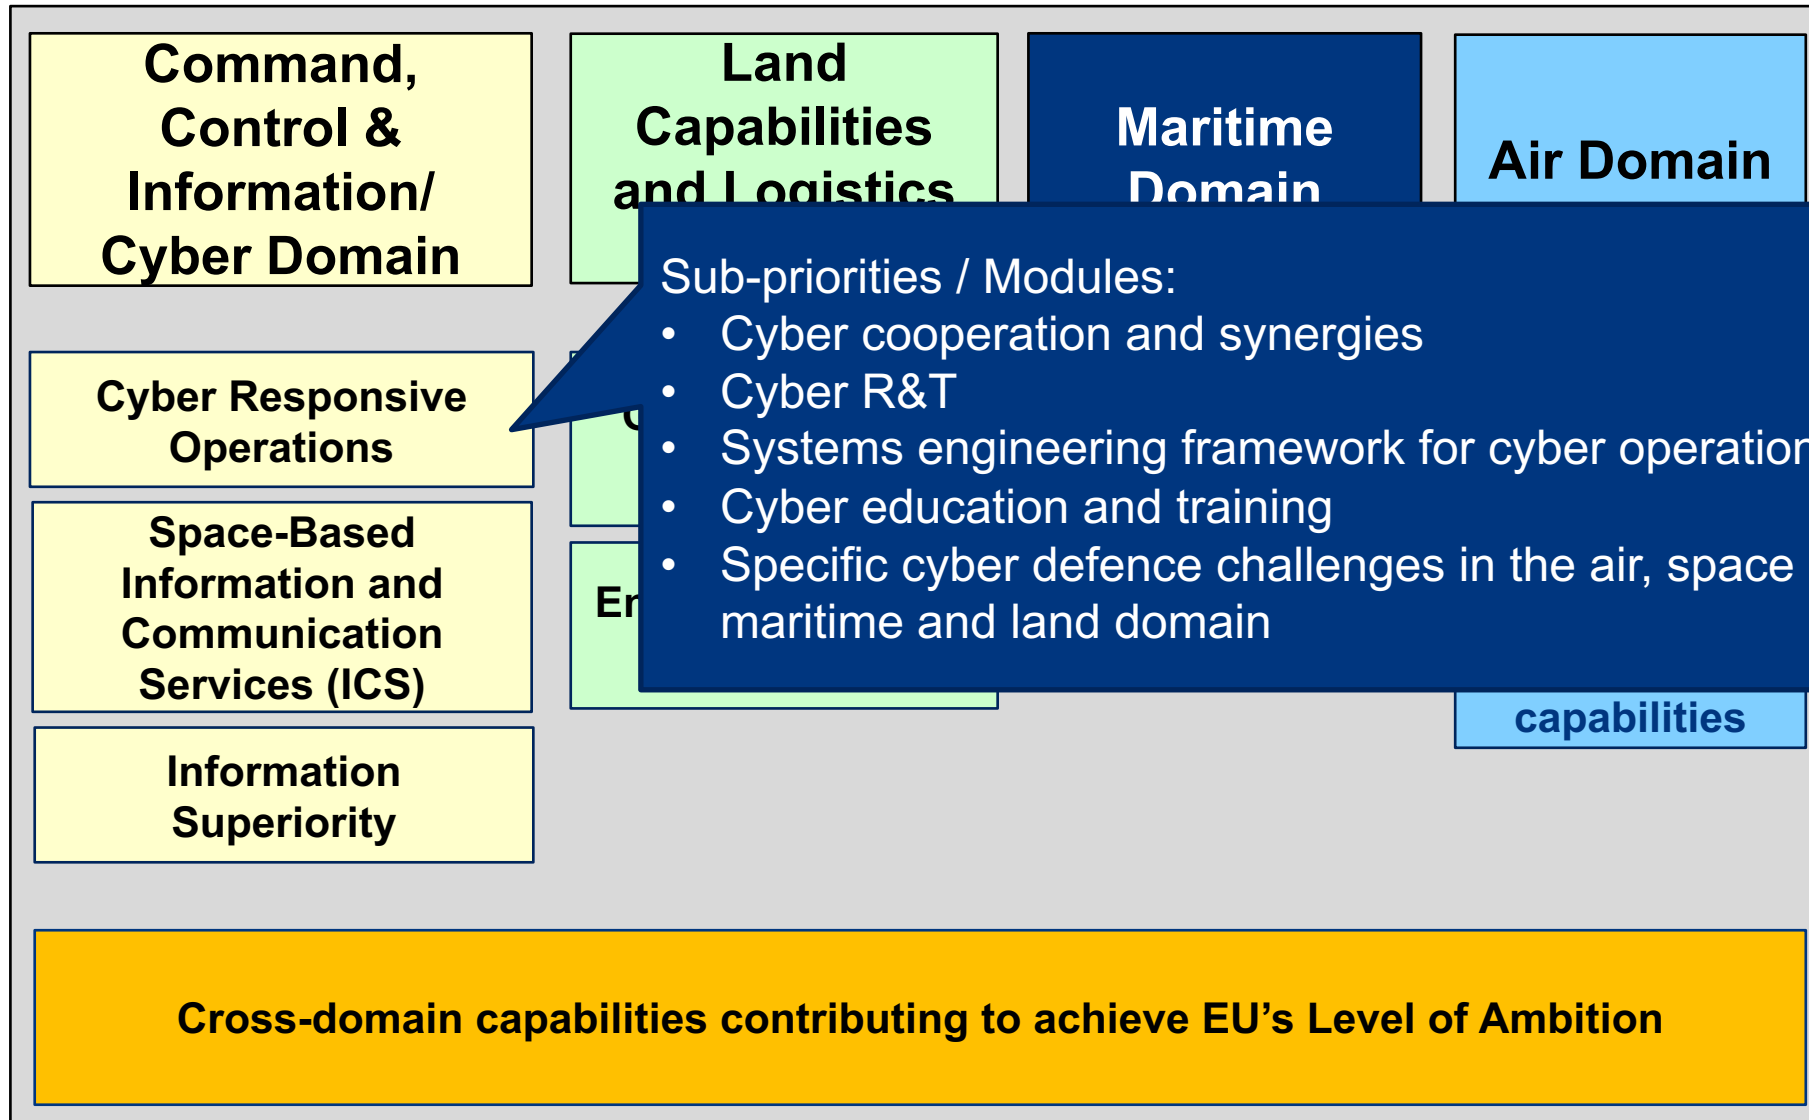 Command,
Control &
Information/
Cyber Domain
Land
Capabilities
and Logistics
Maritime
Domain
Air Domain
Sub-priorities / Modules:
• Cyber cooperation and synergies
• Cyber R&T
• Systems engineering framework for cyber operation
• Cyber education and training
• Specific cyber defence challenges in the air, space
maritime and land domain
Cyber Responsive
Operations
Space-Based
Information and
Communication
Services (ICS)
Information
Superiority
capabilities
Cross-domain capabilities contributing to achieve EU’s Level of Ambition